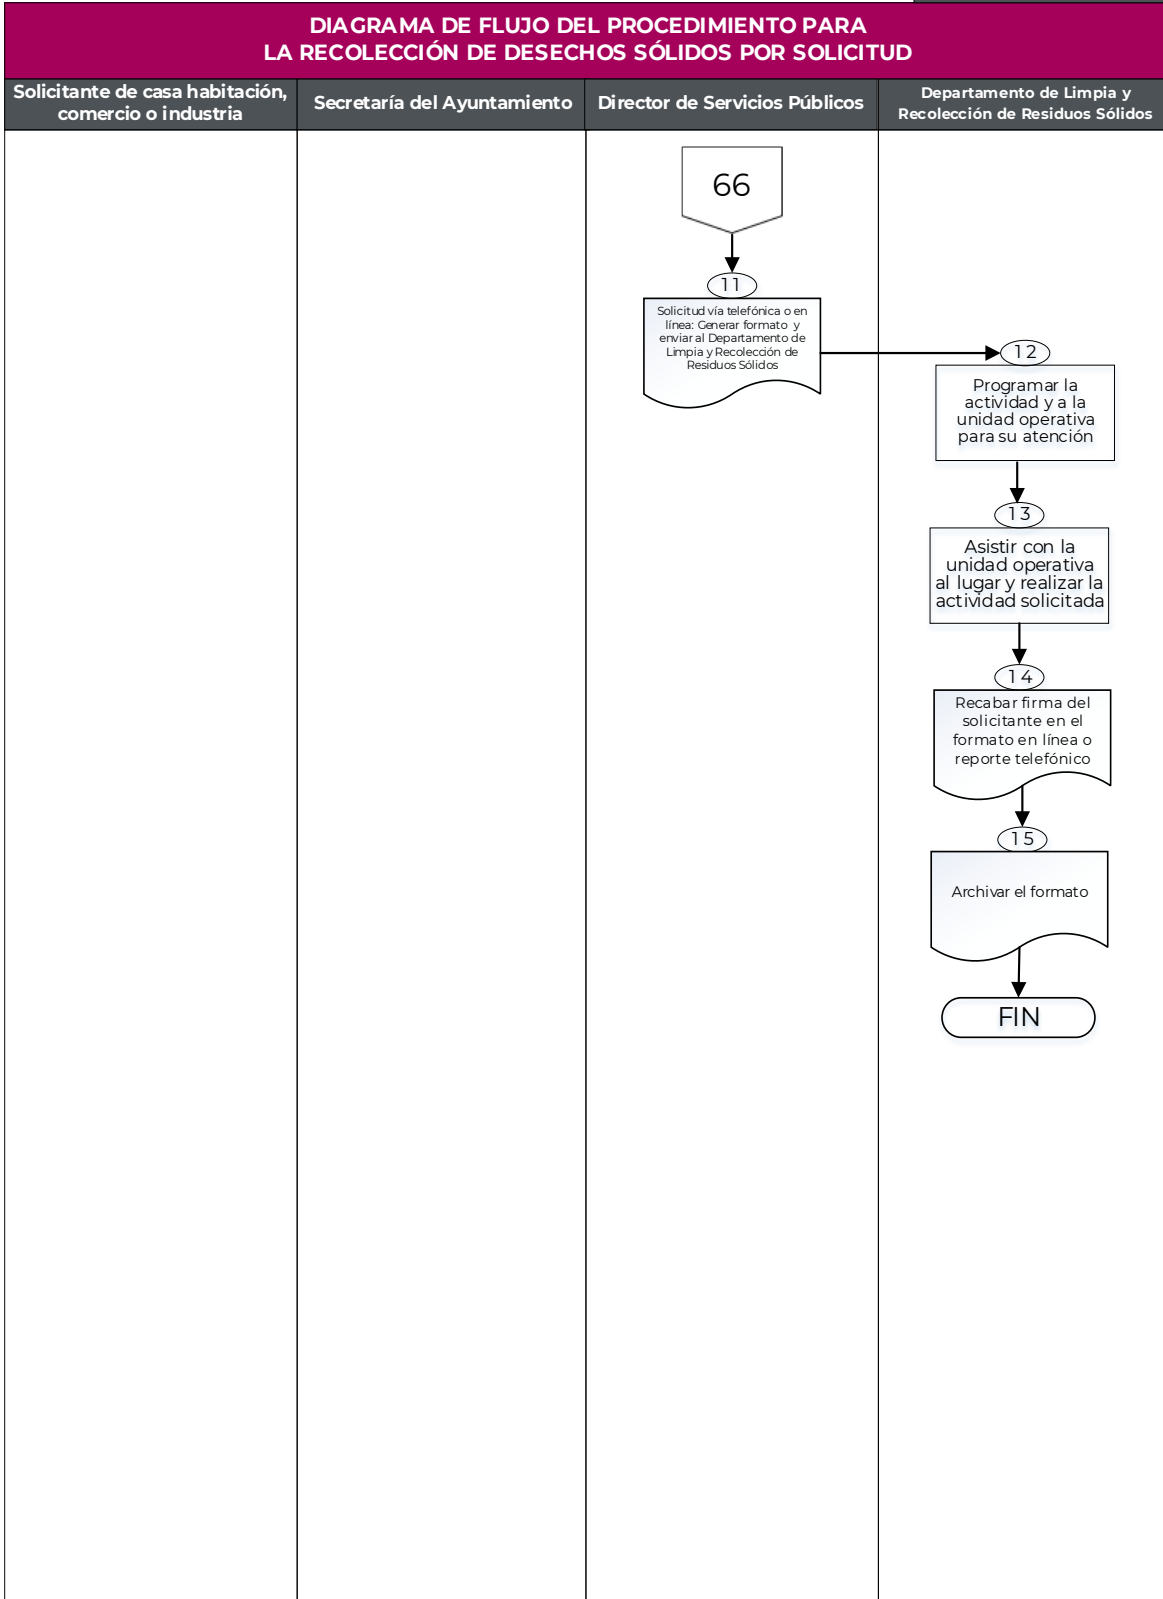 DIAGRAMA DE FLUJO DEL PROCEDIMIENTO PARA
LA RECOLECCIÓN DE DESECHOS SÓLIDOS POR SOLICITUD
Solicitante de casa habitación,
comercio o industria
Secretaría del Ayuntamiento
Director de Servicios Públicos
Departamento de Limpia y
Recolección de Residuos Sólidos
66
11
Solicitud vía telefónica o en
línea: Generar formato y
enviar al Departamento de
Limpia y Recolección de
Residuos Sólidos
12
Programar la
actividad y a la
unidad operativa
para su atención
13
Asistir con la
unidad operativa
al lugar y realizar la
actividad solicitada
14
Recabar firma del
solicitante en el
formato en línea o
reporte telefónico
15
Archivar el formato
FIN